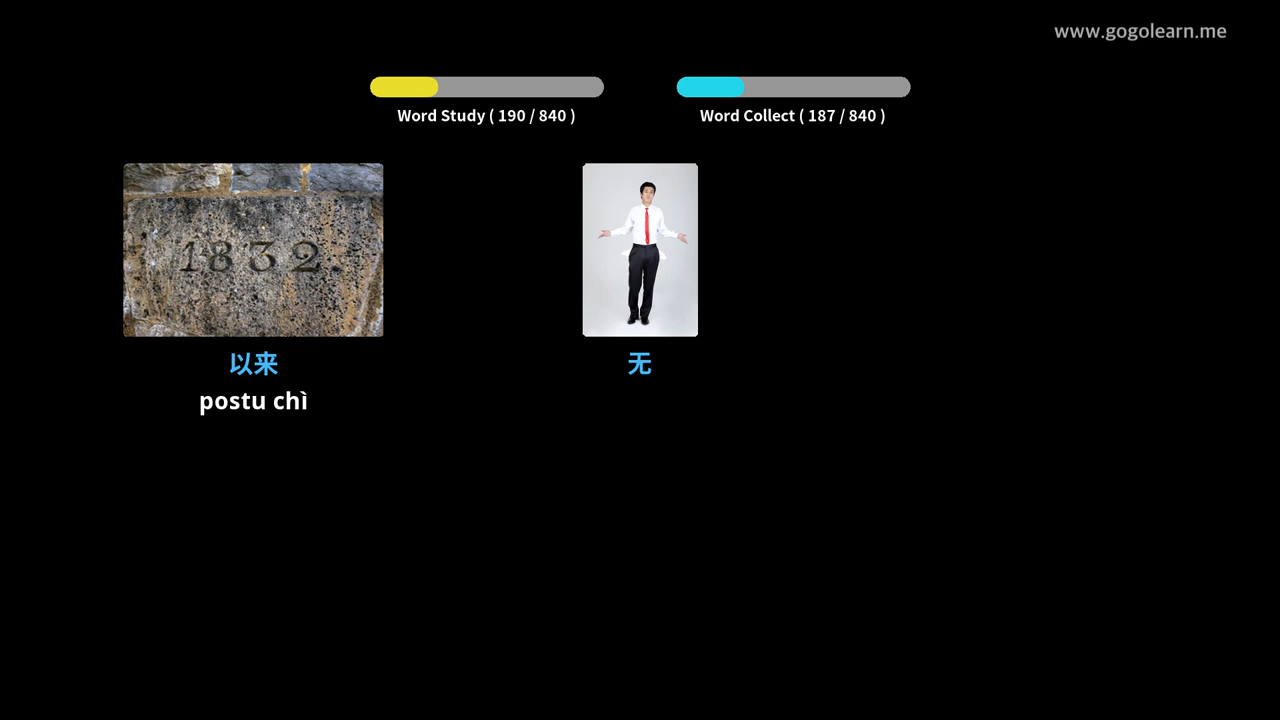 www.gogolearn.me
Word Study ( 190 / 840 )
Word Collect ( 187 / 840 )
1832.
以来
postu chì
无